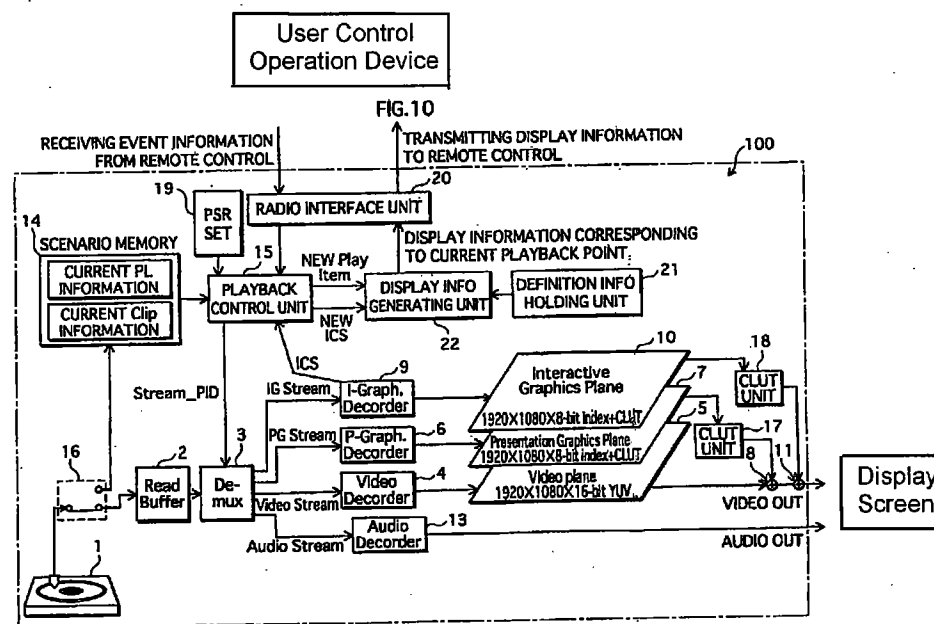 User Control
Operation Device
FIG.10
RECEIVING EVENT INFORMATION
FROM REMOTE CONTROL
TRANSMITTING DISPLAY INFORMATION
TO REMOTE CONTROL
100
19
20
PSR
SET
RADIO INTERFACE UNIT
14
SCENARIO MEMORY
CURRENT PL
INFORMATION
CURRENT Clip
INFORMATION
15
PLAYBACK
CONTROL UNIT
NEW Play
Item
NEW
ICS
DISPLAY INFORMATION CORRESPONDING
TO CURRENT PLAYBACK POINT
DISPLAY INFO
GENERATING UNIT
22
DEFINITION INFO
HOLDING UNIT
21
ICS
Stream_PID
IG Stream
9
I-Graph.
Decorder
10
Interactive
Graphics Plane
1920X1080X8-bit index+CLUT
18
CLUT
UNIT
7
PG Stream
6
P-Graph.
Decorder
Presentation Graphics Plane
1920X1080X8-bit index+CLUT
17
CLUT
UNIT
5
16
2
Read
Buffer
3
De-
mux
Video Stream
4
Video
Decorder
Video plane
1920X1080X16-bit YUV
8
11
VIDEO OUT
Display
Screen
Audio Stream
13
Audio
Decorder
AUDIO OUT
1